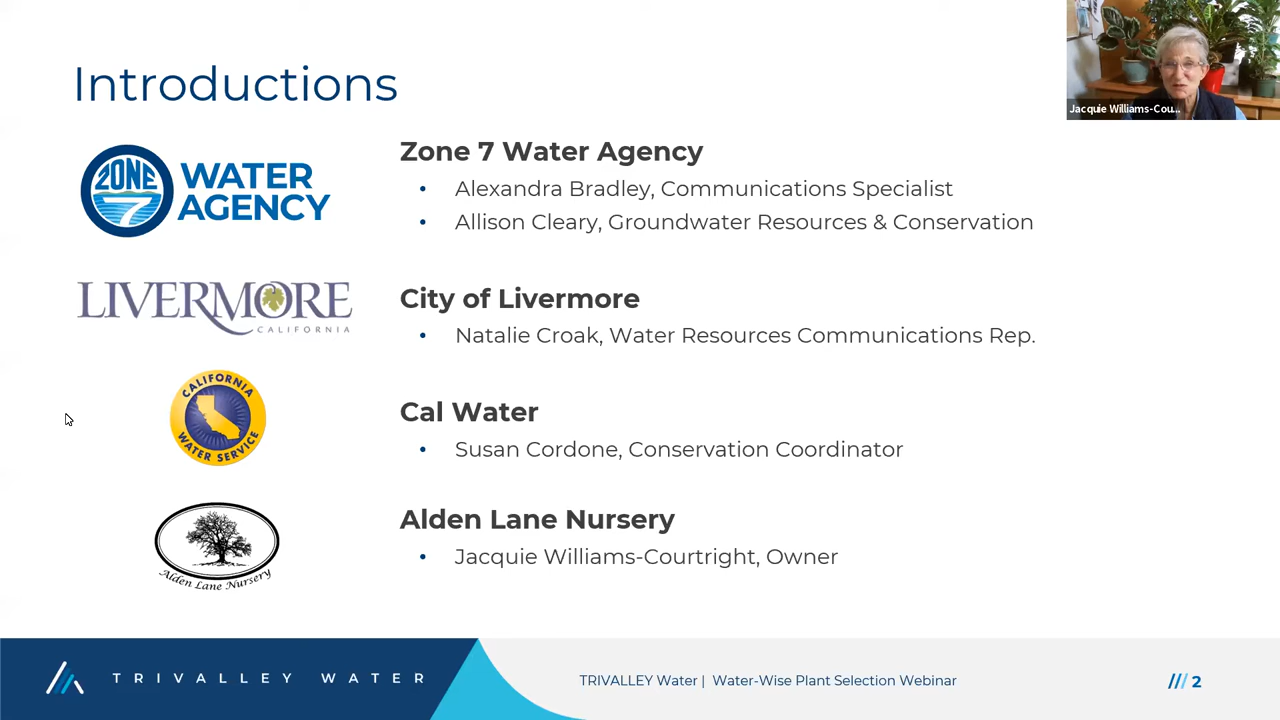 Introductions
Jacquie Williams-Cou...
ZONE 7
WATER AGENCY
Zone 7 Water Agency
• Alexandra Bradley, Communications Specialist
• Allison Cleary, Groundwater Resources & Conservation
LIVERMORE
CALIFORNIA
City of Livermore
• Natalie Croak, Water Resources Communications Rep.
CALIFORNIA
WATER SERVICE
Cal Water
• Susan Cordone, Conservation Coordinator
Alden Lane Nursery
Alden Lane Nursery
• Jacquie Williams-Courtright, Owner
TRIVALLEY WATER
TRIVALLEY Water | Water-Wise Plant Selection Webinar
/// 2